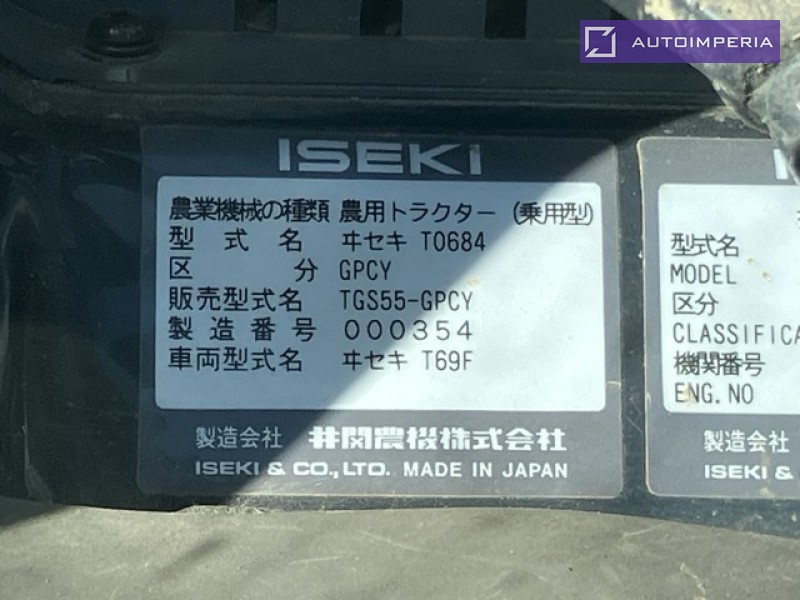 AUTOIMPERIA
ISEKI
農業機械の種類 農用トラクター (乗用型)
型式名 ヰセキ T0684
区分 GPCY
販売型式名 TGS55-GPCY
製造番号 000354
車両型式名 ヰセキ T69F
製造会社 井関農機株式会社
ISEKI & CO., LTD. MADE IN JAPAN
型式名
MODEL
区分
CLASSIFICA
機関番号
ENG.NO
製造会社
ISEKI &